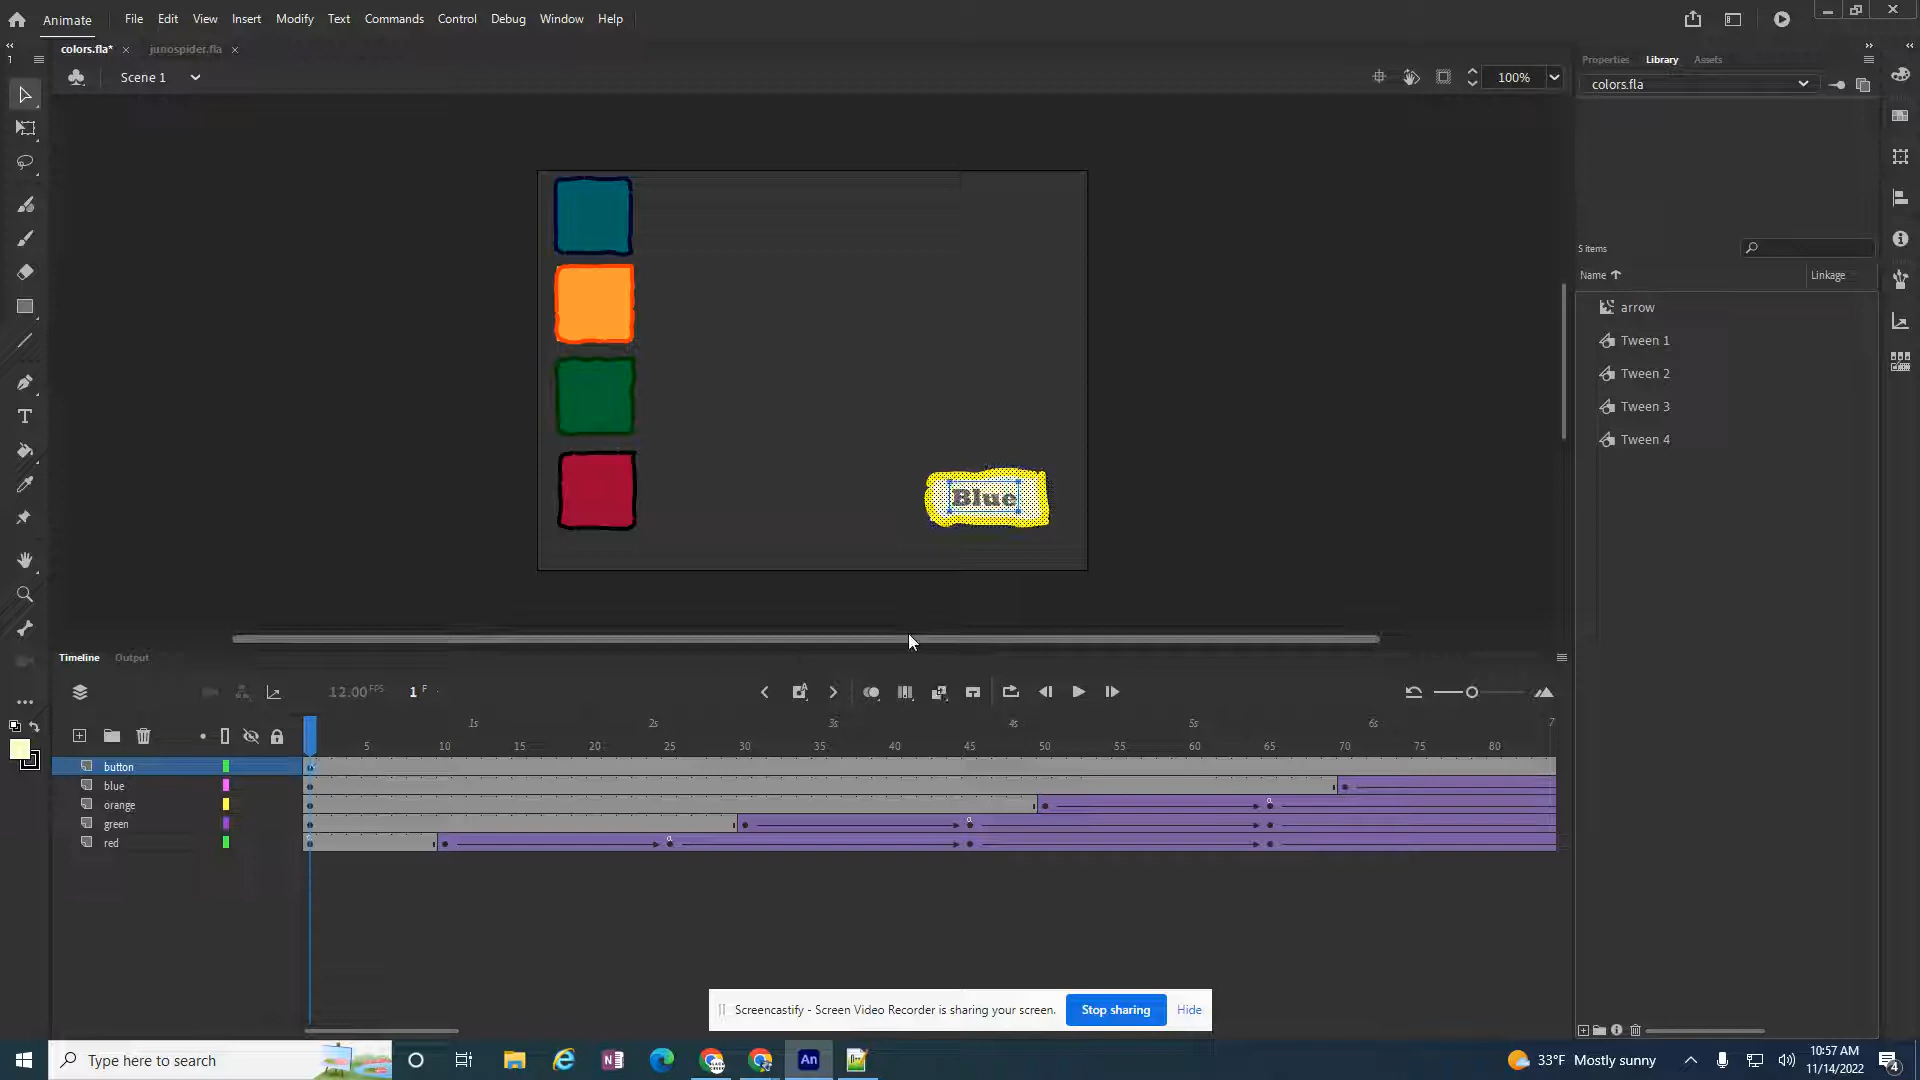 Animate File Edit View Insert Modify Text Commands Control Debug Window Help
colors.fla* junospider.fla
Scene 1 100%
Properties Library Assets
colors.fla
5 items
Name Linkage
arrow
Tween 1
Tween 2
Tween 3
Tween 4
Blue
Timeline Output
12.00 FPS 1 F
1s 2s 3s 4s 5s 6s 7
5 10 15 20 25 30 35 40 45 50 55 60 65 70 75 80
button
blue
orange
green
red
Screencastify - Screen Video Recorder is sharing your screen. Stop sharing Hide
Type here to search
An
33°F Mostly sunny
10:57 AM
11/14/2022
4